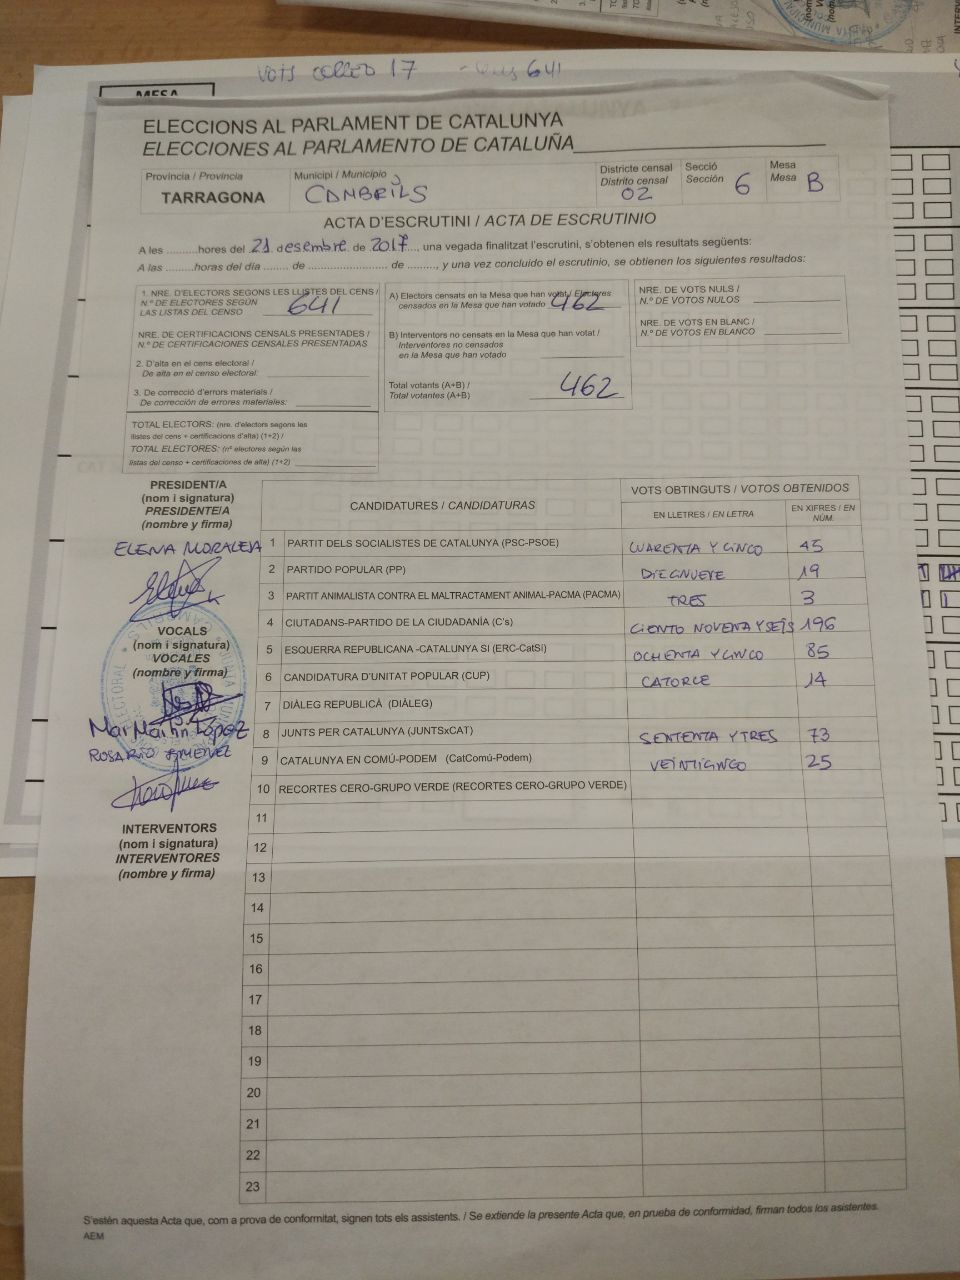 VOTS COLLEB 17
641
MESA
ELECCIONS AL PARLAMENT DE CATALUNYA
ELECCIONES AL PARLAMENTO DE CATALUÑA
Província / Provincia
TARRAGONA
Municipi / Municipio
CAMBRILS
Districte censal
Distrito censal
02
Secció
Sección
6
Mesa
Mesa
B
ACTA D'ESCRUTINI / ACTA DE ESCRUTINIO
A les ..........hores del 21 desembre de 2017..., una vegada finalitzat l'escrutini, s'obtenen els resultats següents:
A las .........horas del día ........ de ........................ de ........., y una vez concluido el escrutinio, se obtienen los siguientes resultados:
1. NRE. D'ELECTORS SEGONS LES LLISTES DEL CENS /
N.º DE ELECTORES SEGÚN
LAS LISTAS DEL CENSO 641
NRE. DE CERTIFICACIONS CENSALS PRESENTADES /
N.º DE CERTIFICACIONES CENSALES PRESENTADAS
2. D'alta en el cens electoral /
De alta en el censo electoral:
3. De correcció d'errors materials /
De corrección de errores materiales:
TOTAL ELECTORS: (nre. d'electors segons les
llistes del cens + certificacions d'alta) (1+2) /
TOTAL ELECTORES: (nº electores según las
listas del censo + certificaciones de alta) (1+2)
A) Electors censats en la Mesa que han votat / Electores
censados en la Mesa que han votado 462
B) Interventors no censats en la Mesa que han votat /
Interventores no censados
en la Mesa que han votado
Total votants (A+B) /
Total votantes (A+B) 462
NRE. DE VOTS NULS /
N.º DE VOTOS NULOS
NRE. DE VOTS EN BLANC /
N.º DE VOTOS EN BLANCO
PRESIDENT/A
(nom i signatura)
PRESIDENTE/A
(nombre y firma)
ELENA MORALEJA
VOCALS
(nom i signatura)
VOCALES
(nombre y firma)
Mar Martín López
ROSARIO JIMENEZ
INTERVENTORS
(nom i signatura)
INTERVENTORES
(nombre y firma)
CANDIDATURES / CANDIDATURAS
VOTS OBTINGUTS / VOTOS OBTENIDOS
EN LLETRES / EN LETRA
EN XIFRES / EN
NÚM.
1 PARTIT DELS SOCIALISTES DE CATALUNYA (PSC-PSOE) CUARENTA Y CINCO 45
2 PARTIDO POPULAR (PP) DIECINUEVE 19
3 PARTIT ANIMALISTA CONTRA EL MALTRACTAMENT ANIMAL-PACMA (PACMA) TRES 3
4 CIUTADANS-PARTIDO DE LA CIUDADANÍA (C's) CIENTO NOVENA Y SEIS 196
5 ESQUERRA REPUBLICANA -CATALUNYA SÍ (ERC-CatSí) OCHENTA Y CINCO 85
6 CANDIDATURA D'UNITAT POPULAR (CUP) CATORCE 14
7 DIÀLEG REPUBLICÀ (DIÀLEG)
8 JUNTS PER CATALUNYA (JUNTSxCAT) SENTENTA Y TRES 73
9 CATALUNYA EN COMÚ-PODEM (CatComú-Podem) VEINTICINCO 25
10 RECORTES CERO-GRUPO VERDE (RECORTES CERO-GRUPO VERDE)
11
12
13
14
15
16
17
18
19
20
21
22
23
S'estén aquesta Acta que, com a prova de conformitat, signen tots els assistents. / Se extiende la presente Acta que, en prueba de conformidad, firman todos los asistentes.
AEM